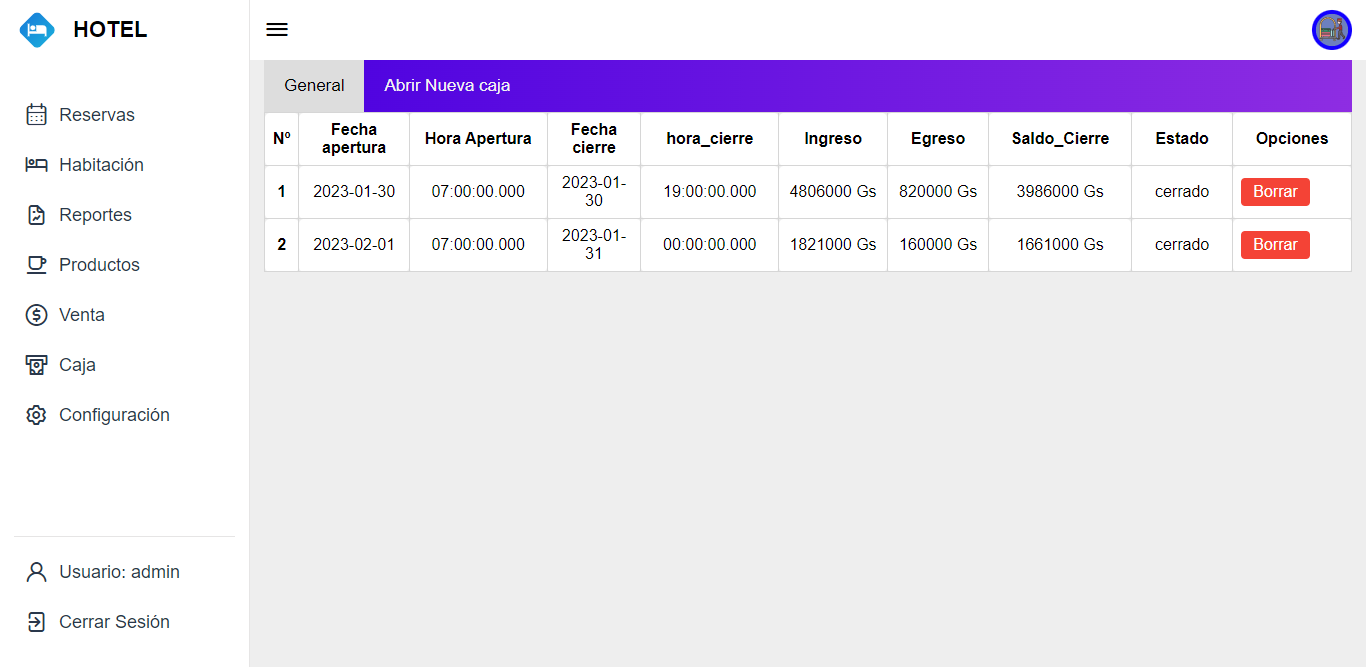 HOTEL
Reservas
Habitación
Reportes
Productos
Venta
Caja
Configuración
Usuario: admin
Cerrar Sesión
General Abrir Nueva caja
Nº Fecha apertura Hora Apertura Fecha cierre hora_cierre Ingreso Egreso Saldo_Cierre Estado Opciones
1 2023-01-30 07:00:00.000 2023-01-30 19:00:00.000 4806000 Gs 820000 Gs 3986000 Gs cerrado Borrar
2 2023-02-01 07:00:00.000 2023-01-31 00:00:00.000 1821000 Gs 160000 Gs 1661000 Gs cerrado Borrar